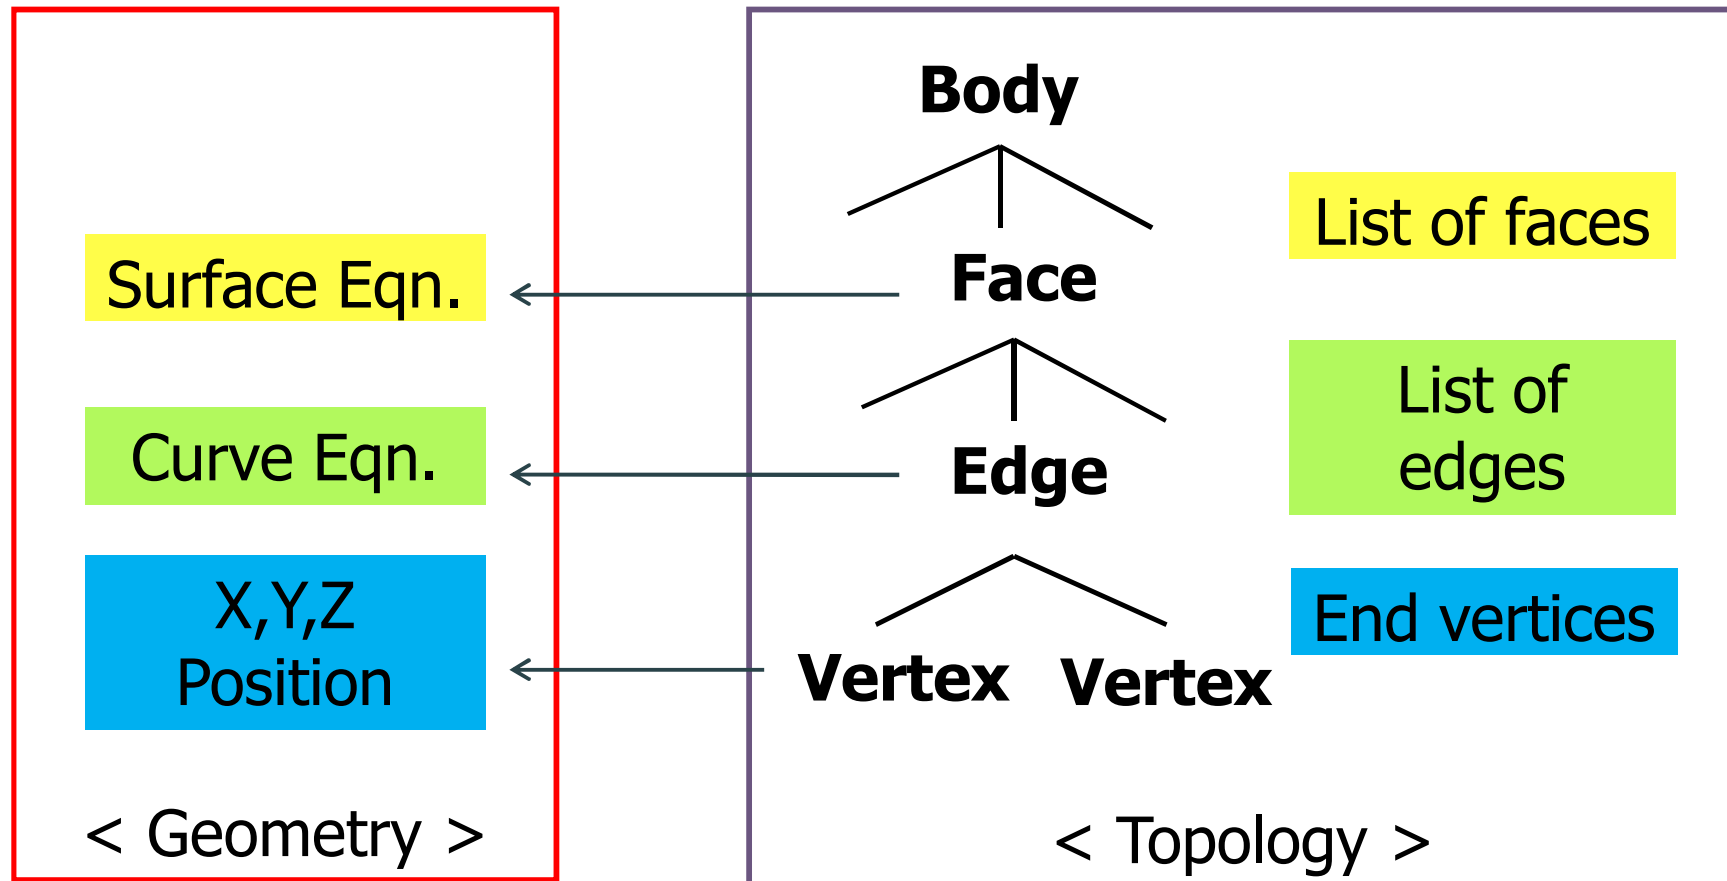 Surface Eqn.
Curve Eqn.
X,Y,Z
Position
< Geometry >
Body
Face
Edge
Vertex Vertex
List of faces
List of
edges
End vertices
< Topology >